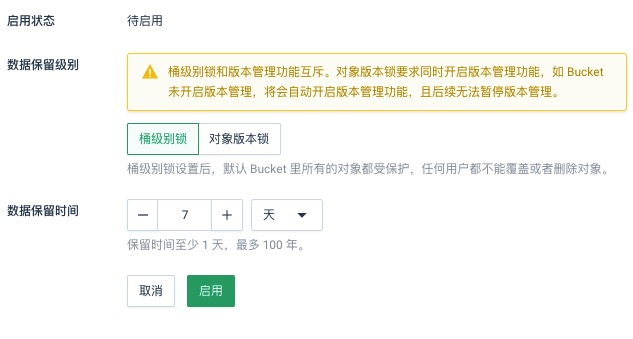 启用状态 待启用
数据保留级别
桶级别锁和版本管理功能互斥。对象版本锁要求同时开启版本管理功能，如 Bucket
未开启版本管理，将会自动开启版本管理功能，且后续无法暂停版本管理。
桶级别锁 对象版本锁
桶级别锁设置后，默认 Bucket 里所有的对象都受保护，任何用户都不能覆盖或者删除对象。
数据保留时间
— 7 + 天
保留时间至少 1 天，最多 100 年。
取消 启用